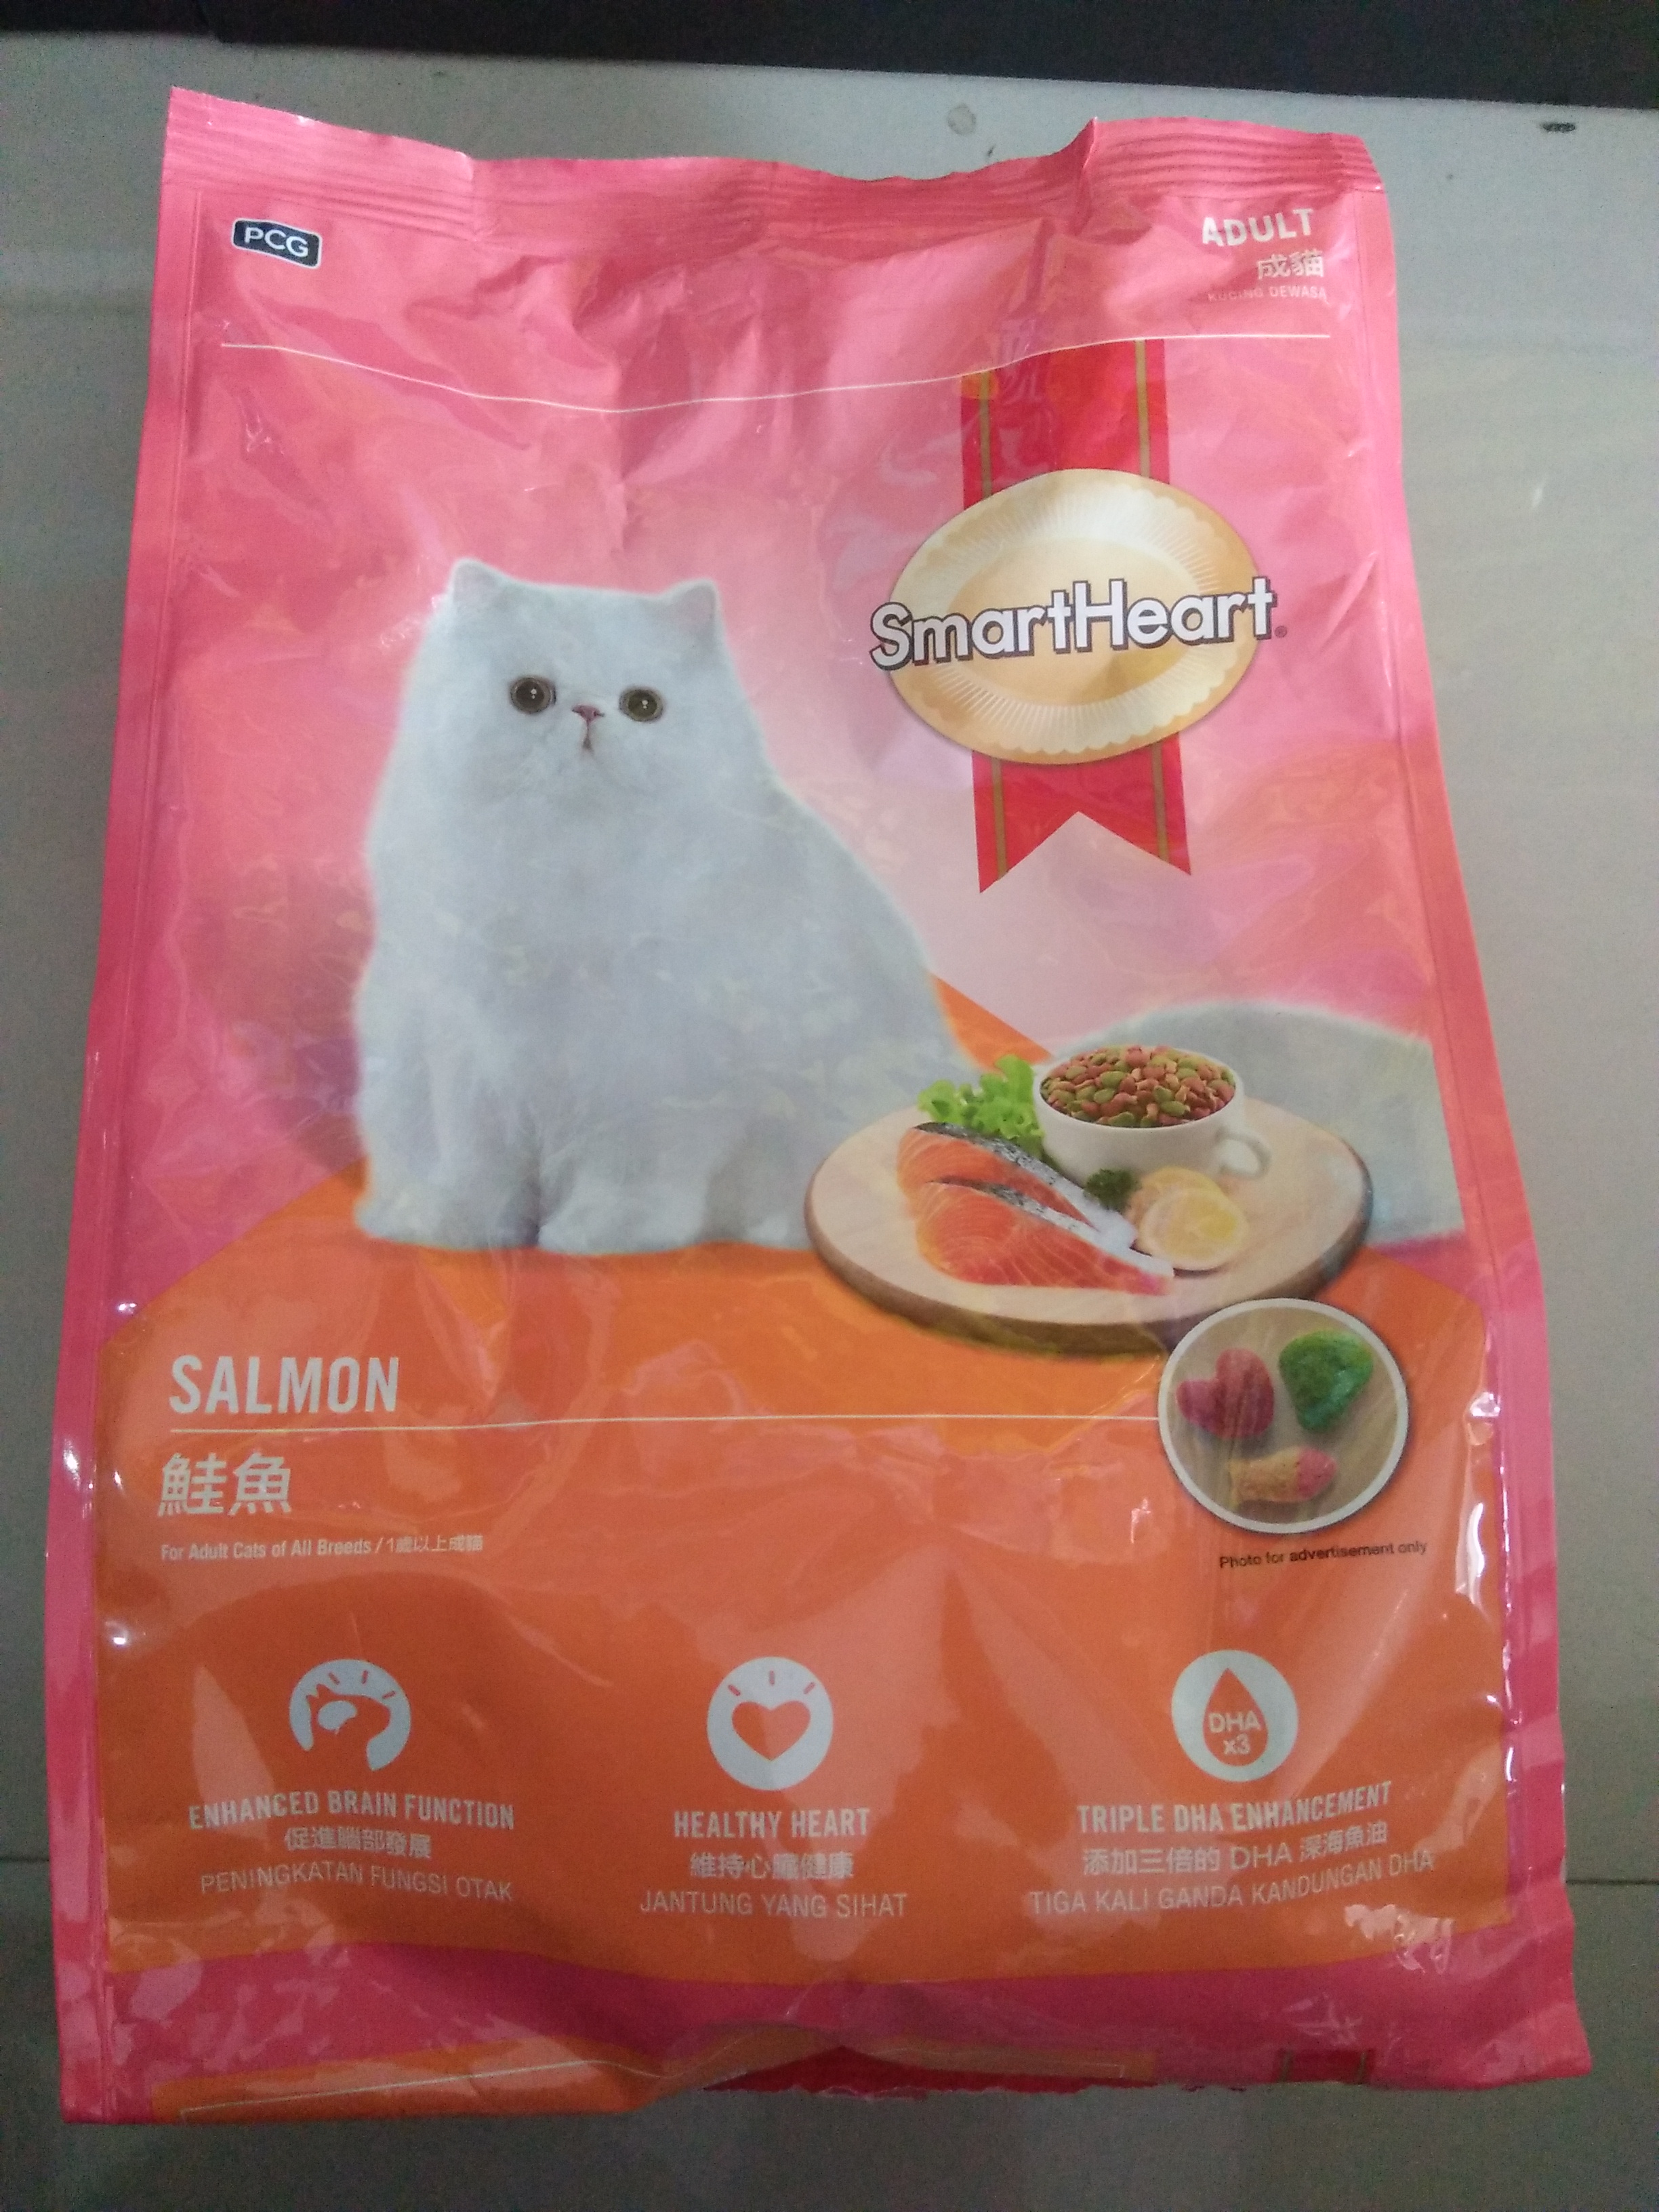 PCG
ADULT
成貓
KUCING DEWASA
SmartHeart®
SALMON
鮭魚
For Adult Cats of All Breeds / 1歲以上成貓
Photo for advertisement only
DHA
x3
ENHANCED BRAIN FUNCTION
促進腦部發展
PENINGKATAN FUNGSI OTAK
HEALTHY HEART
維持心臟健康
JANTUNG YANG SIHAT
TRIPLE DHA ENHANCEMENT
添加三倍的 DHA 深海魚油
TIGA KALI GANDA KANDUNGAN DHA